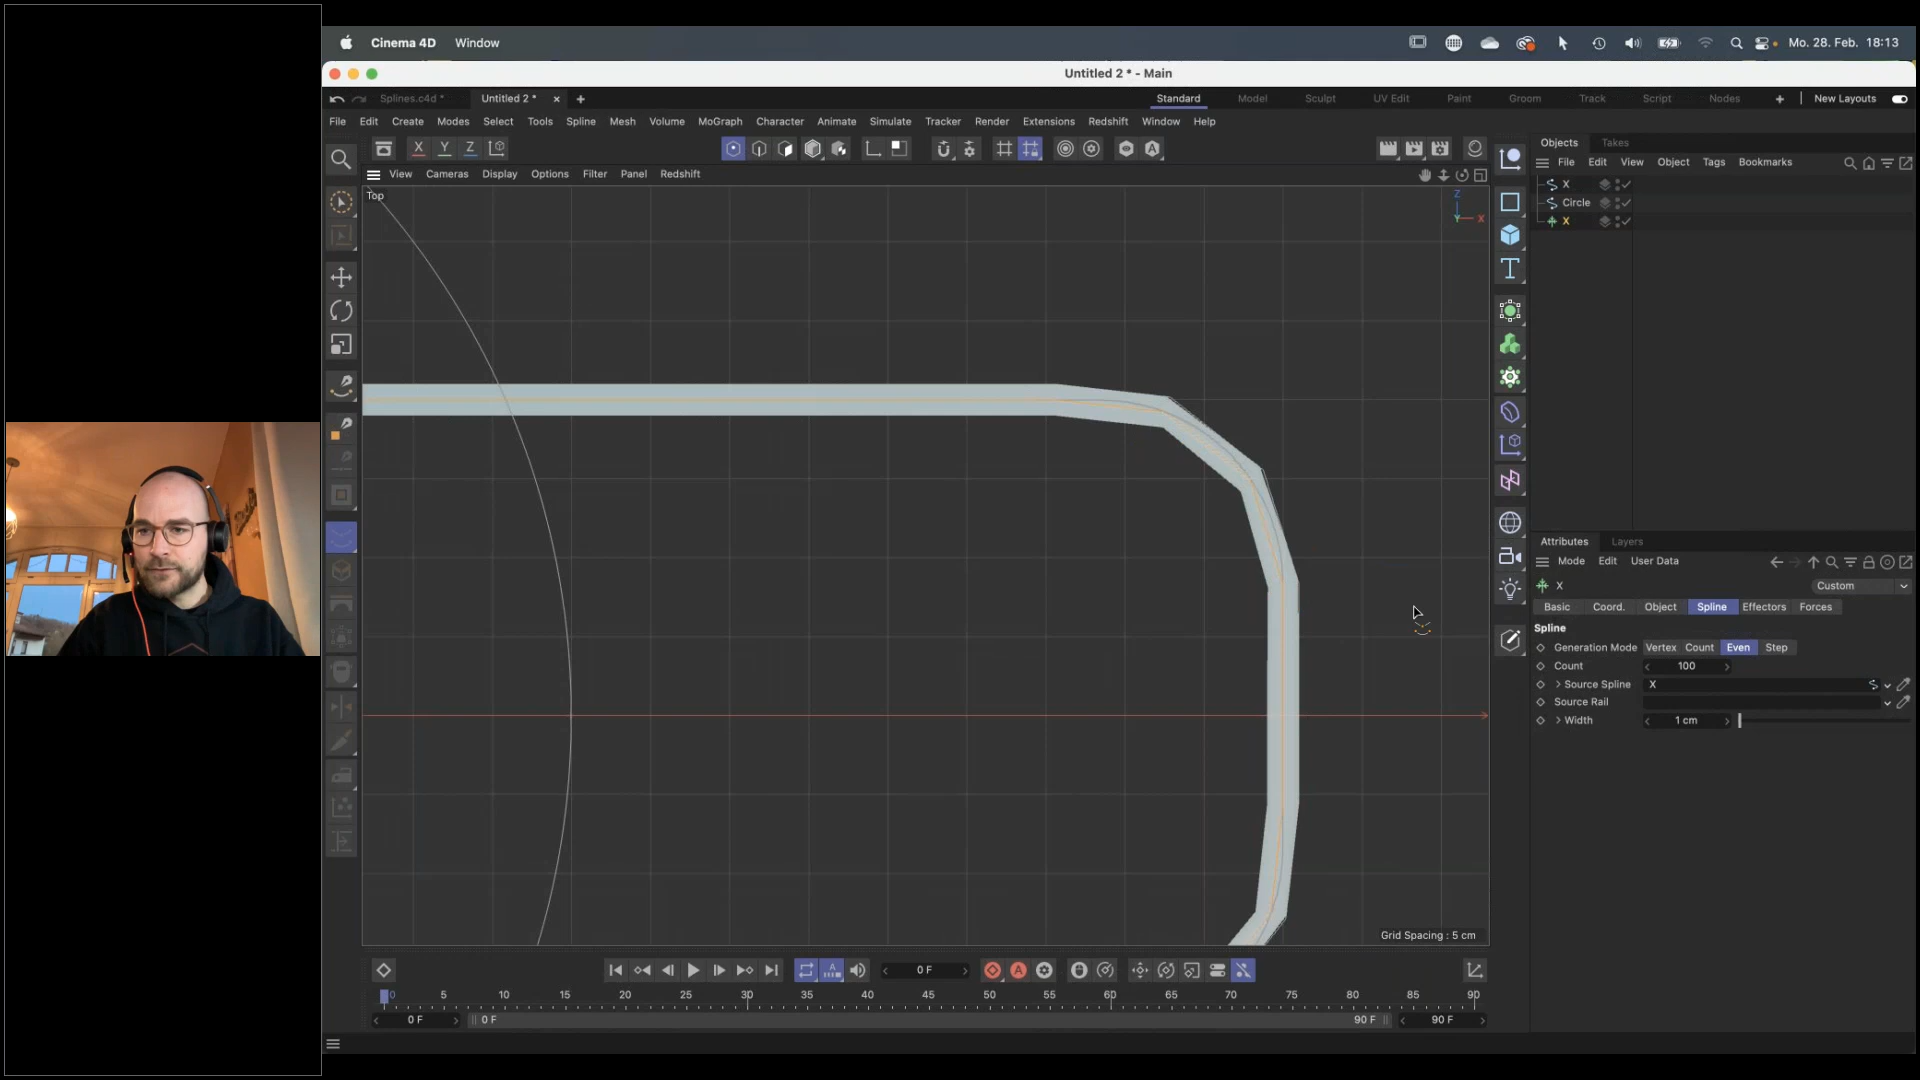 Cinema 4D Window Mo. 28. Feb. 18:13
Untitled 2 * - Main
Splines.c4d * Untitled 2 * × + Standard Model Sculpt UV Edit Paint Groom Track Script Nodes + New Layouts
File Edit Create Modes Select Tools Spline Mesh Volume MoGraph Character Animate Simulate Tracker Render Extensions Redshift Window Help
Objects Takes
X Y Z
File Edit View Object Tags Bookmarks
View Cameras Display Options Filter Panel Redshift
X
Circle
X
Top
Z
Y X
Grid Spacing : 5 cm
Attributes Layers
Mode Edit User Data
X Custom
Basic Coord. Object Spline Effectors Forces
Spline
Generation Mode Vertex Count Even Step
Count 100
Source Spline X
Source Rail
Width 1 cm
0 F
0 5 10 15 20 25 30 35 40 45 50 55 60 65 70 75 80 85 90
0 F 0 F 90 F 90 F